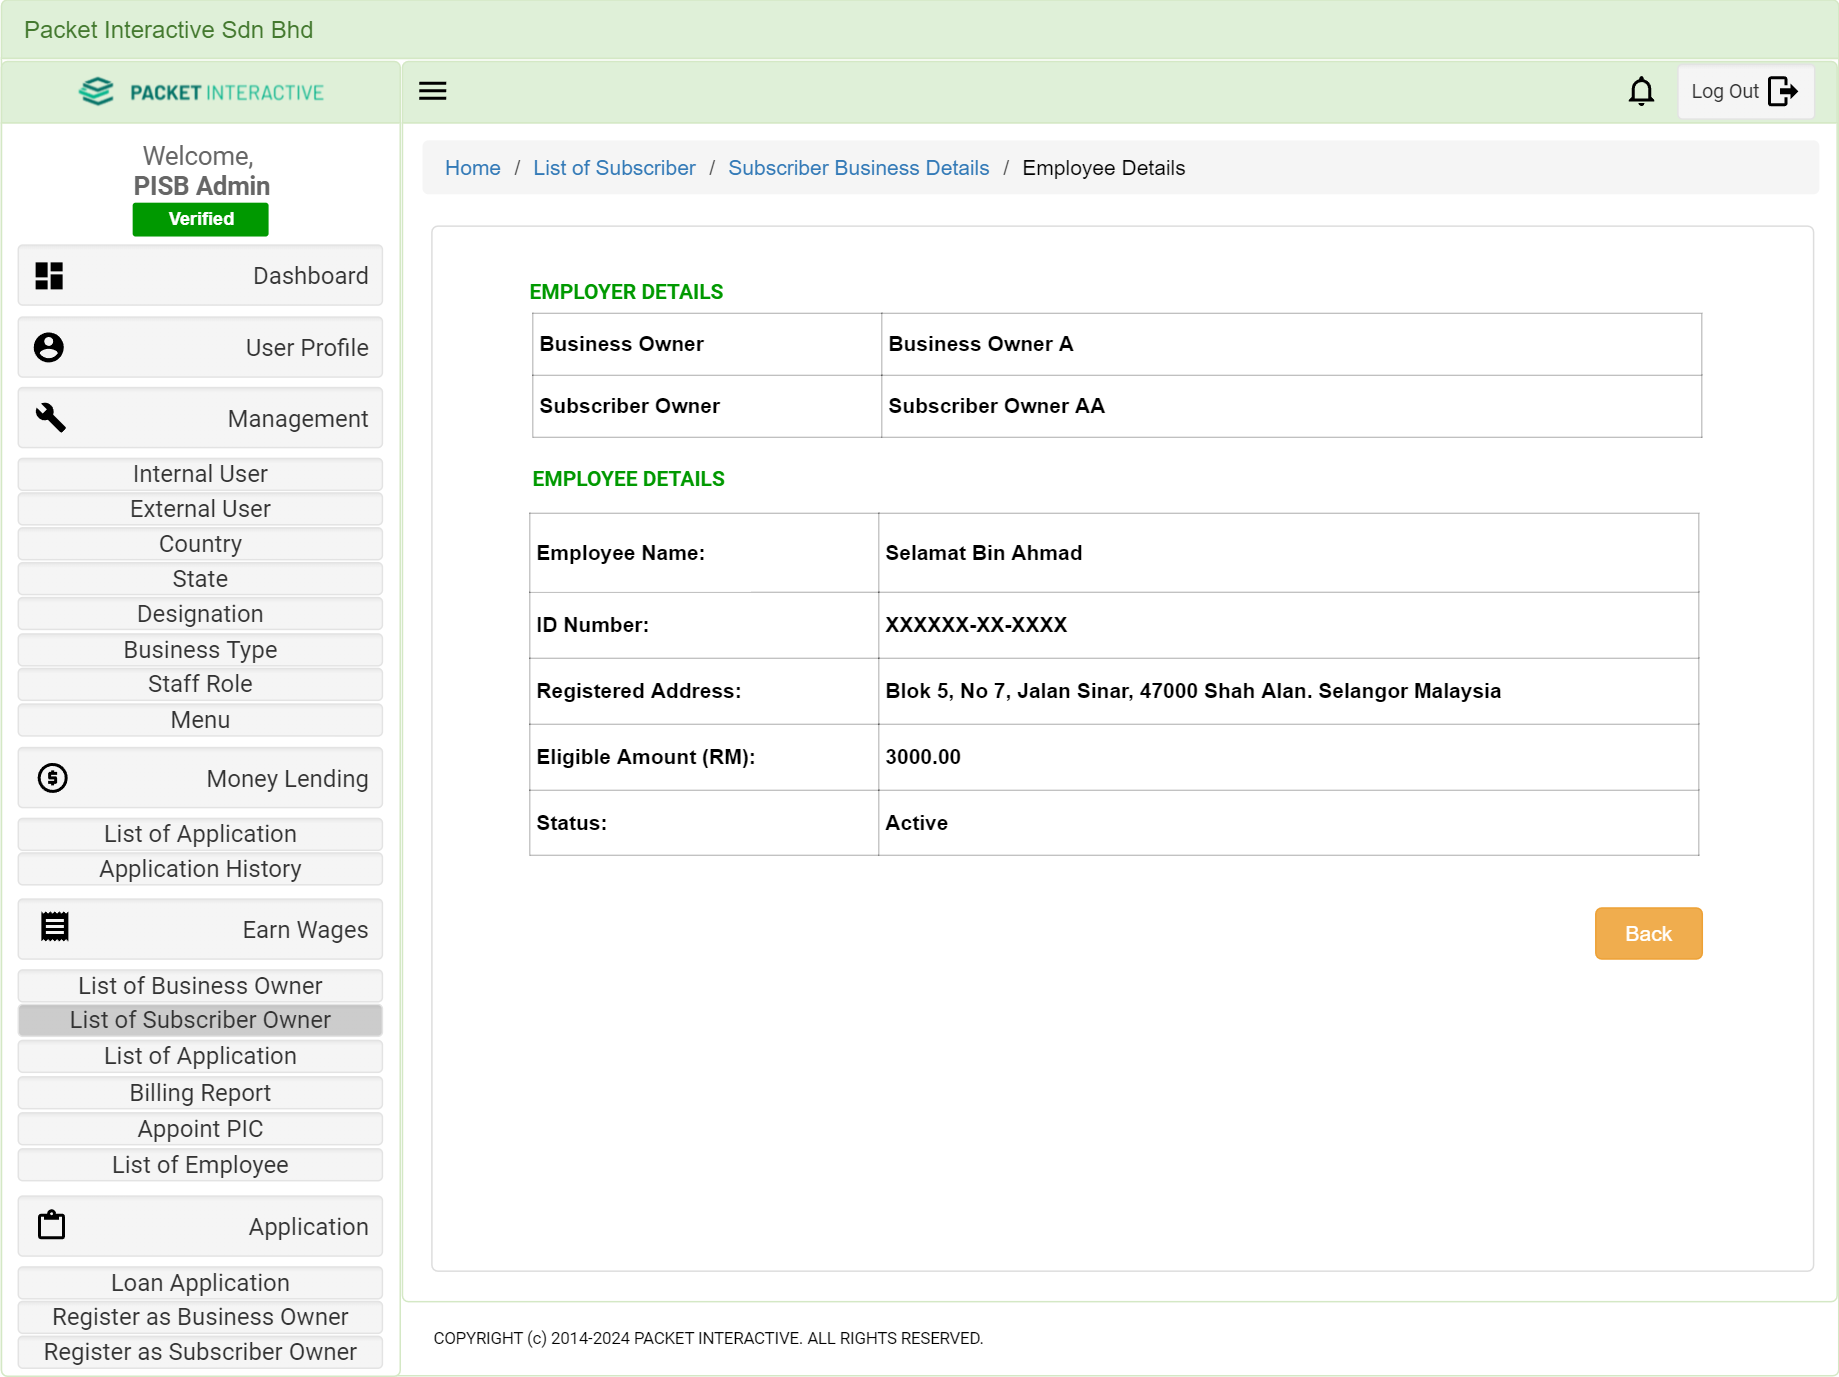 Packet Interactive Sdn Bhd
PACKET INTERACTIVE
Log Out
Welcome,
PISB Admin
Verified
Dashboard
User Profile
Management
Internal User
External User
Country
State
Designation
Business Type
Staff Role
Menu
Money Lending
List of Application
Application History
Earn Wages
List of Business Owner
List of Subscriber Owner
List of Application
Billing Report
Appoint PIC
List of Employee
Application
Loan Application
Register as Business Owner
Register as Subscriber Owner
Home / List of Subscriber / Subscriber Business Details / Employee Details
EMPLOYER DETAILS
Business Owner Business Owner A
Subscriber Owner Subscriber Owner AA
EMPLOYEE DETAILS
Employee Name: Selamat Bin Ahmad
ID Number: XXXXXX-XX-XXXX
Registered Address: Blok 5, No 7, Jalan Sinar, 47000 Shah Alan. Selangor Malaysia
Eligible Amount (RM): 3000.00
Status: Active
Back
COPYRIGHT (c) 2014-2024 PACKET INTERACTIVE. ALL RIGHTS RESERVED.